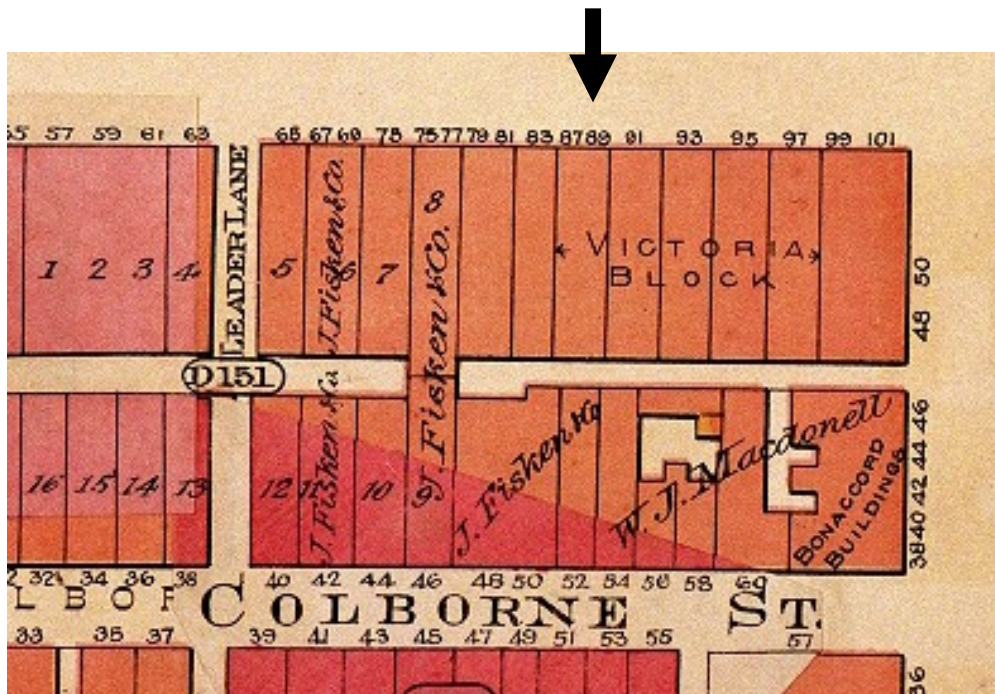 55 57 59 61 63 65 67 69 73 75 77 79 81 83 87 89 91 93 95 97 99 101
LEADER LANE
1 2 3 4 5 6 7 8
J. Fisken & Co.
J. Fisken & Co.
VICTORIA
BLOCK
50
48
D151
J. Fisken & Co.
J. Fisken & Co
W. J. Macdonell
BONACCORD
BUILDINGS
46
44
42
40
38
16 15 14 13 12 11 10 9
32 34 36 38 40 42 44 46 48 50 52 54 56 58 60
LBOR COLBORNE ST.
33 35 37 39 41 43 45 47 49 51 53 55 57
36